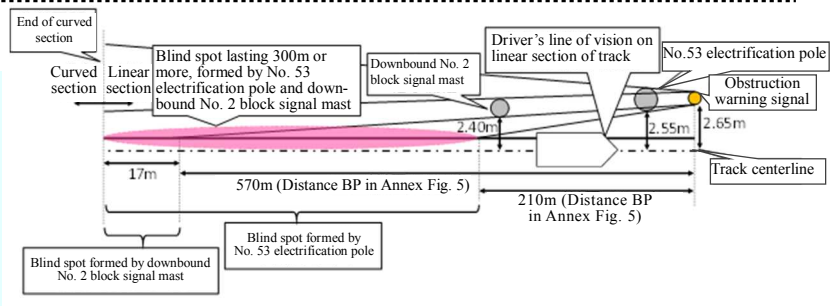 End of curved
section
Curved
section
Linear
section
Blind spot lasting 300m or
more, formed by No. 53
electrification pole and down-
bound No. 2 block signal mast
Downbound No. 2
block signal mast
Driver's line of vision on
linear section of track
No.53 electrification pole
Obstruction
warning signal
2.40m
2.55m
2.65m
Track centerline
17m
570m (Distance BP in Annex Fig. 5)
210m (Distance BP
in Annex Fig. 5)
Blind spot formed by
No. 53 electrification pole
Blind spot formed by downbound
No. 2 block signal mast